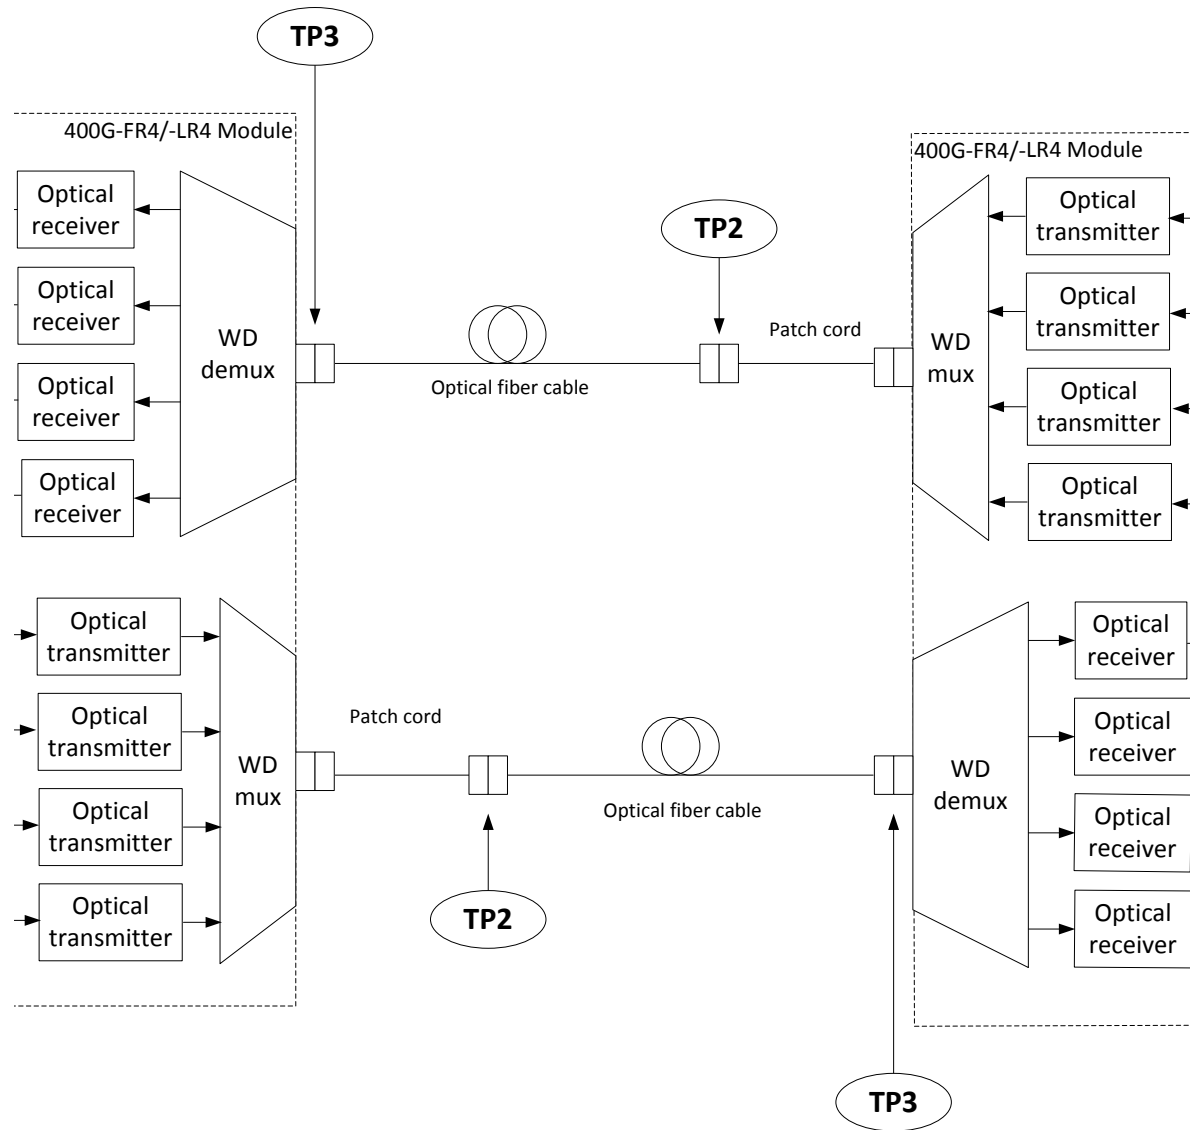 TP3
400G-FR4/-LR4 Module
400G-FR4/-LR4 Module
Optical
receiver
Optical
receiver
Optical
receiver
Optical
receiver
WD
demux
TP2
Optical fiber cable
Patch cord
WD
mux
Optical
transmitter
Optical
transmitter
Optical
transmitter
Optical
transmitter
Optical
transmitter
Optical
transmitter
Optical
transmitter
Optical
transmitter
WD
mux
Patch cord
TP2
Optical fiber cable
WD
demux
Optical
receiver
Optical
receiver
Optical
receiver
Optical
receiver
TP3